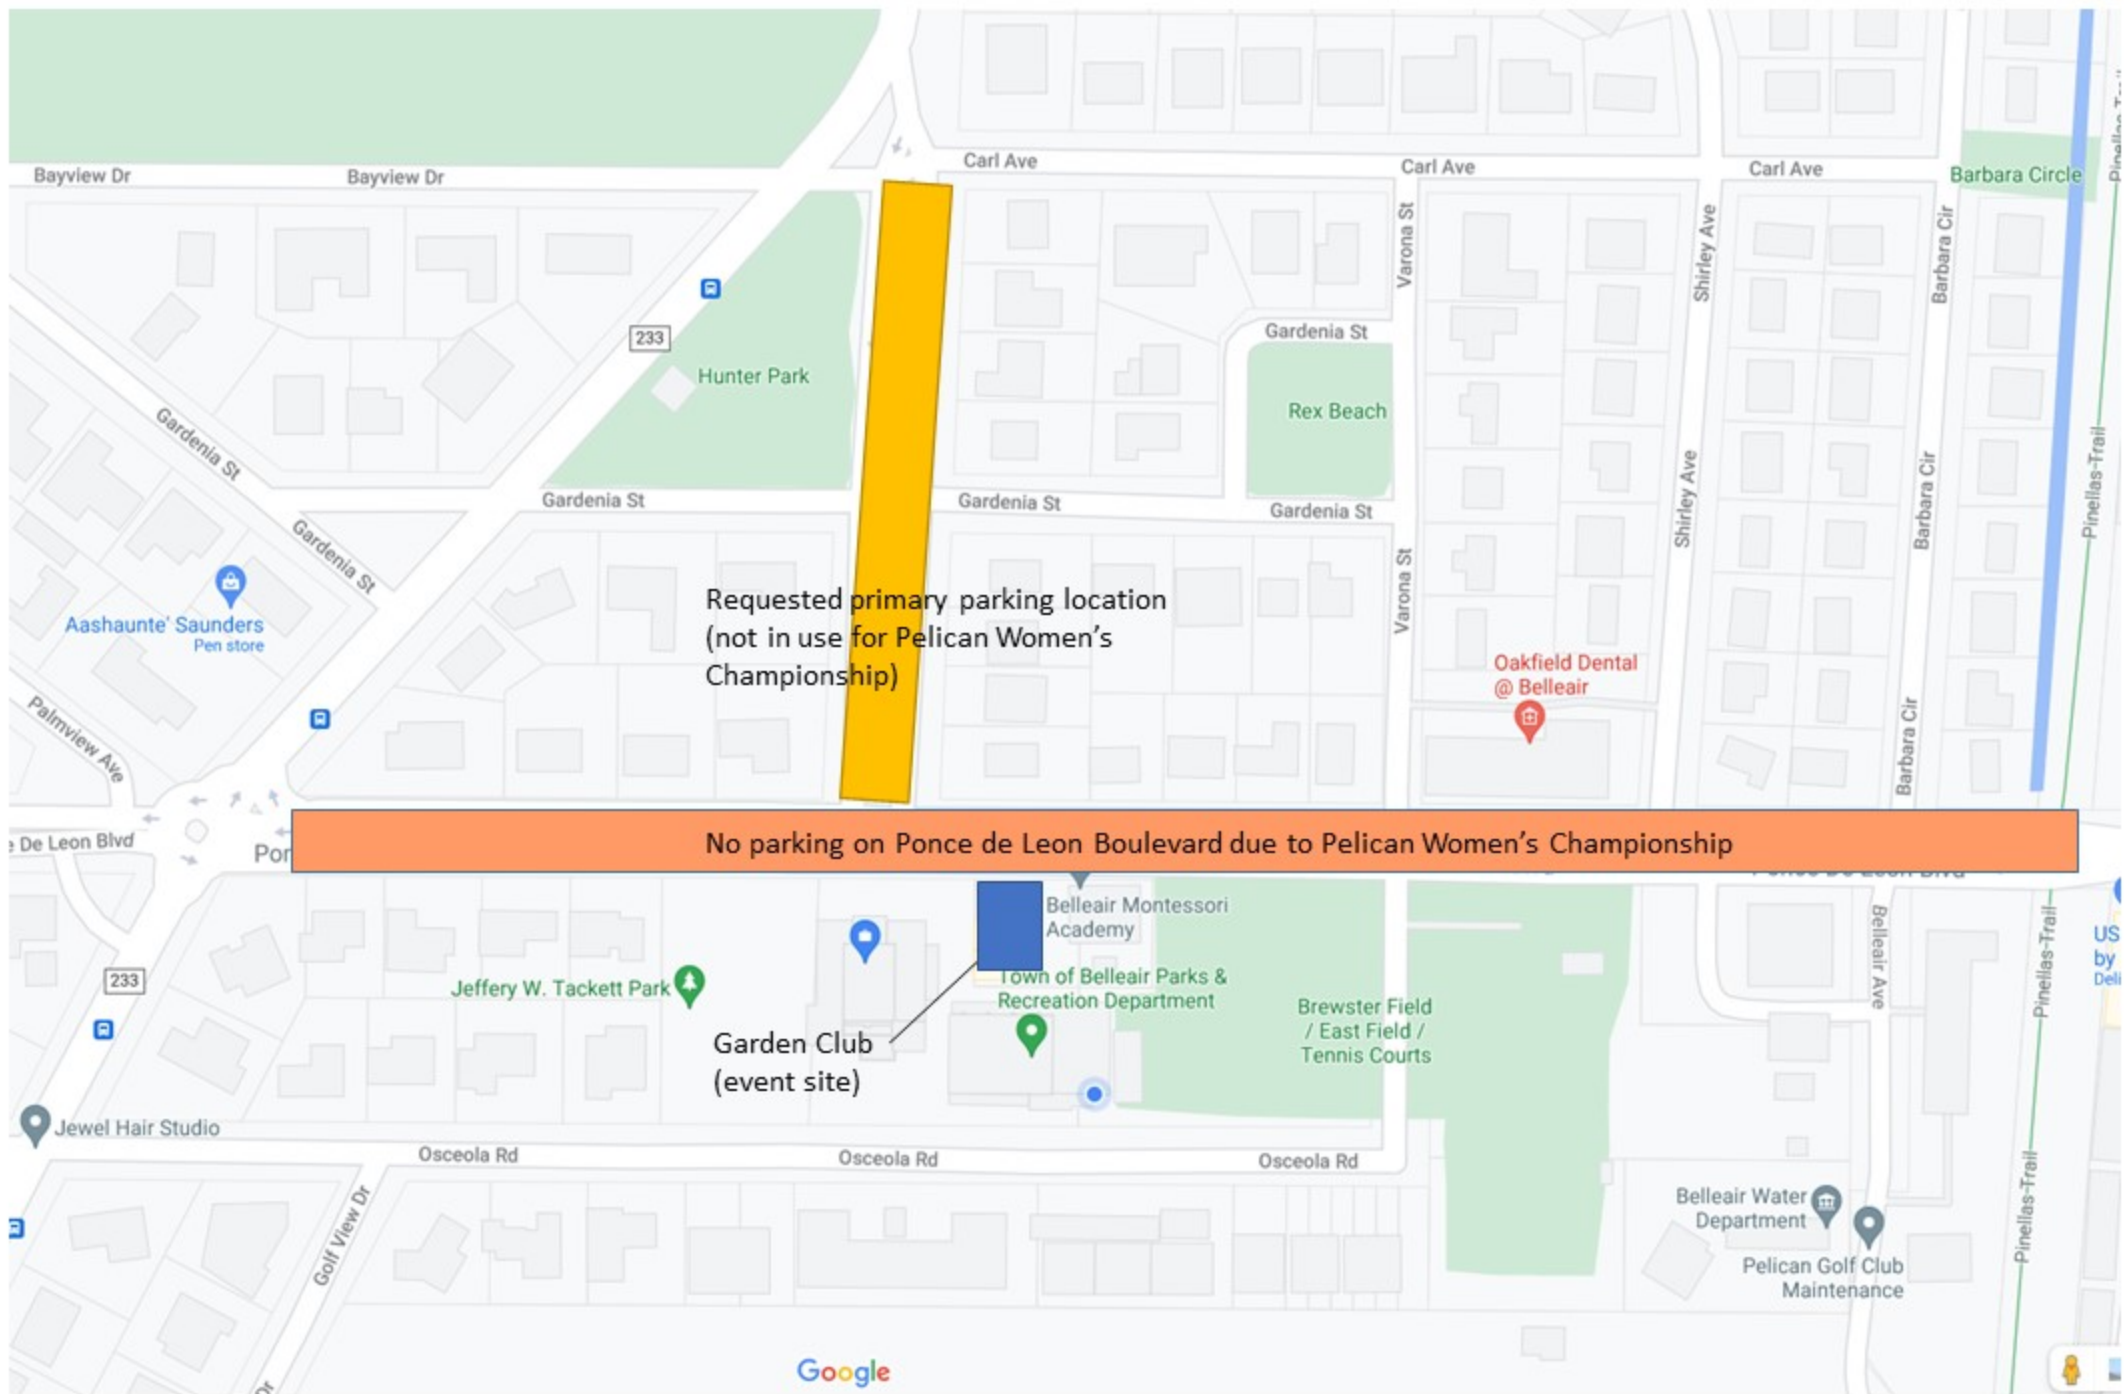 Carl Ave
Carl Ave
Carl Ave
Barbara Circle
Bayview Dr
Bayview Dr
Varona St
Shirley Ave
Barbara Cir
233
Gardenia St
Hunter Park
Rex Beach
Gardenia St
Gardenia St
Gardenia St
Gardenia St
Gardenia St
Shirley Ave
Barbara Cir
Pinellas-Trail
Varona St
Aashaunte' Saunders
Pen store
Requested primary parking location
(not in use for Pelican Women's
Championship)
Oakfield Dental
@ Belleair
Palmview Ave
Barbara Cir
De Leon Blvd
Por
No parking on Ponce de Leon Boulevard due to Pelican Women's Championship
Belleair Montessori
Academy
Belleair Ave
Pinellas-Trail
US
by
Deli
233
Jeffery W. Tackett Park
Town of Belleair Parks &
Recreation Department
Brewster Field
/ East Field /
Tennis Courts
Garden Club
(event site)
Jewel Hair Studio
Osceola Rd
Osceola Rd
Osceola Rd
Golf View Dr
Belleair Water
Department
Pinellas-Trail
Pelican Golf Club
Maintenance
Google